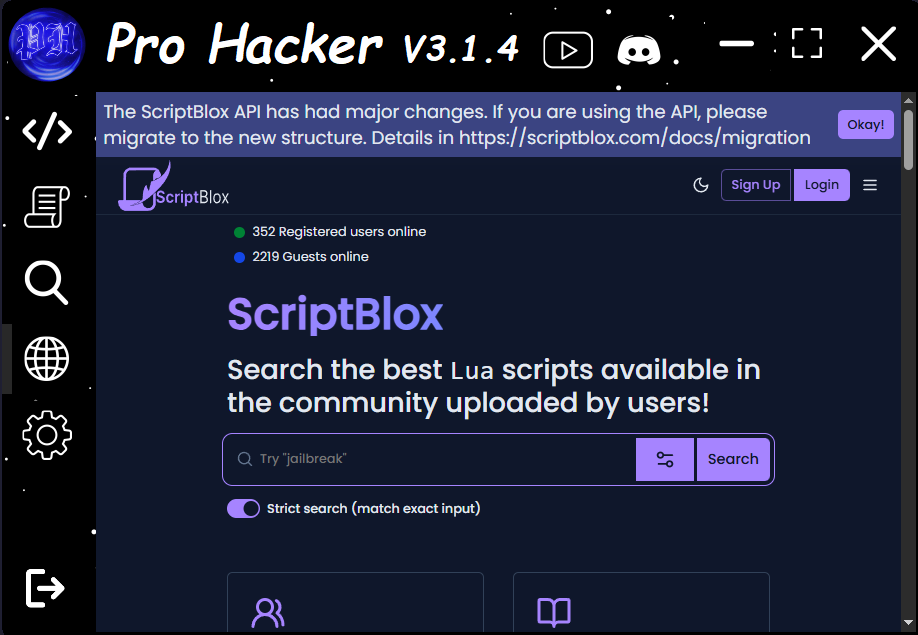 PH
Pro Hacker V3.1.4
The ScriptBlox API has had major changes. If you are using the API, please
migrate to the new structure. Details in https://scriptblox.com/docs/migration
Okay!
ScriptBlox
Sign Up
Login
352 Registered users online
2219 Guests online
ScriptBlox
Search the best Lua scripts available in
the community uploaded by users!
Try "jailbreak"
Search
Strict search (match exact input)